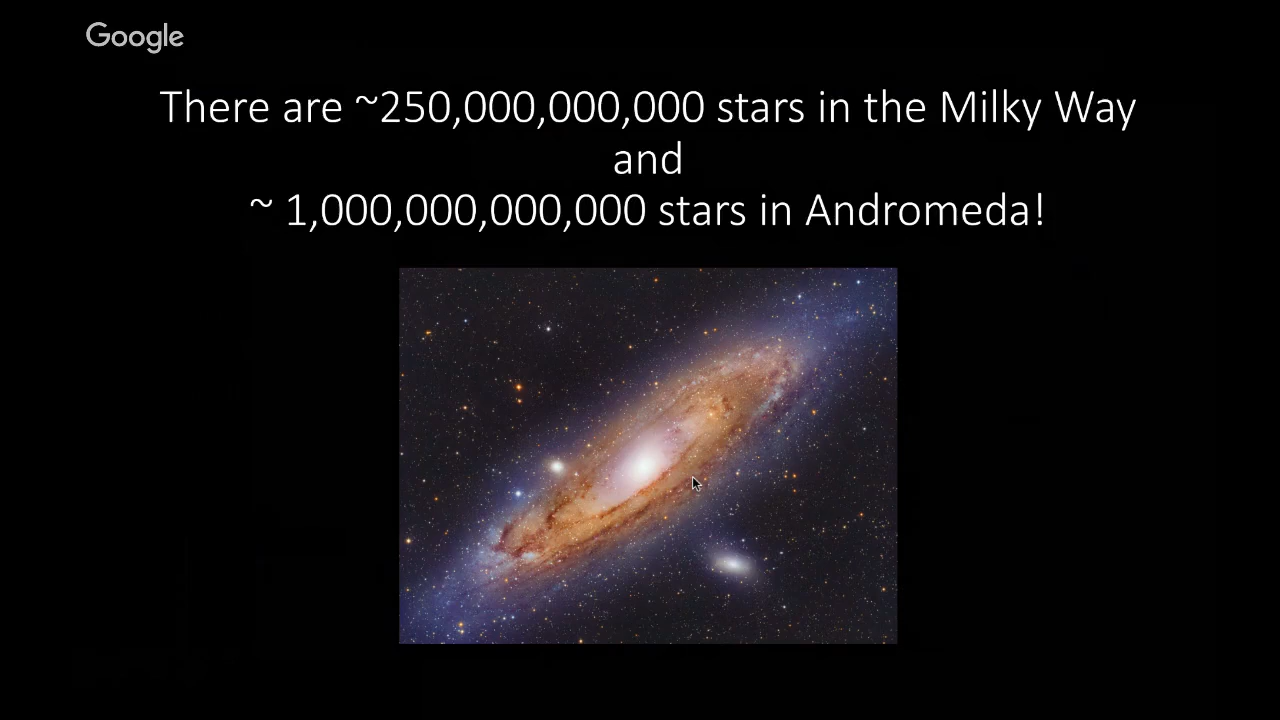 Google
There are ~250,000,000,000 stars in the Milky Way
and
~ 1,000,000,000,000 stars in Andromeda!